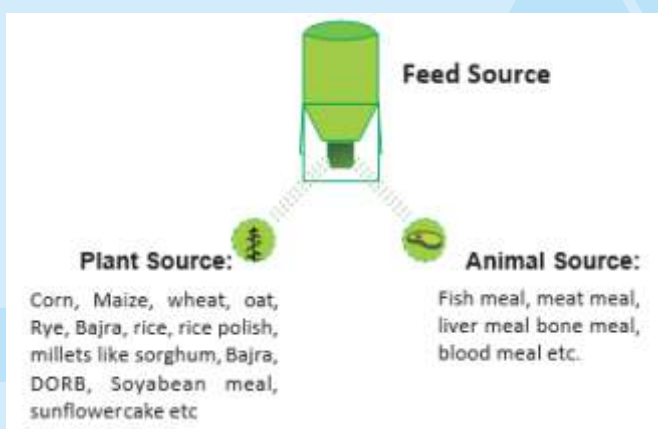 Feed Source
Plant Source:
Corn, Maize, wheat, oat,
Rye, Bajra, rice, rice polish,
millets like sorghum, Bajra,
DORB, Soyabean meal,
sunflowercake etc
Animal Source:
Fish meal, meat meal,
liver meal bone meal,
blood meal etc.